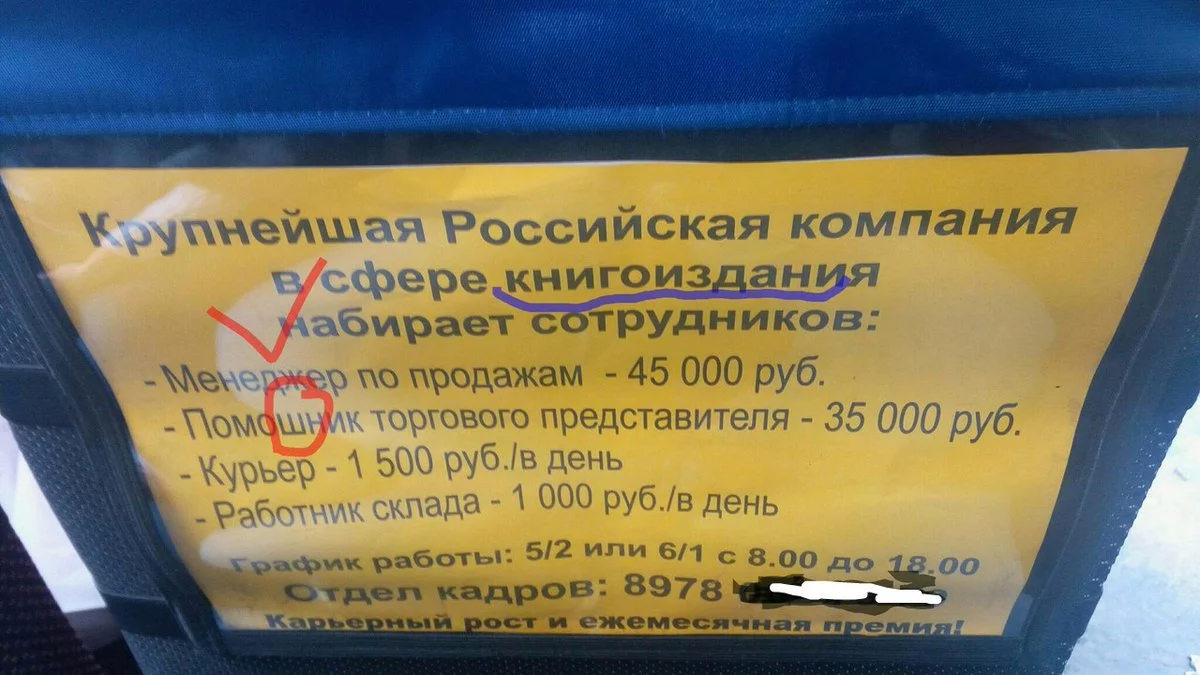 Крупнейшая Российская компания
в сфере книгоиздания
набирает сотрудников:
- Менеджер по продажам - 45 000 руб.
- Помошник торгового представителя - 35 000 руб.
- Курьер - 1 500 руб./в день
- Работник склада - 1 000 руб./в день
График работы: 5/2 или 6/1 с 8.00 до 18.00
Отдел кадров: 8978
Карьерный рост и ежемесячная премия!